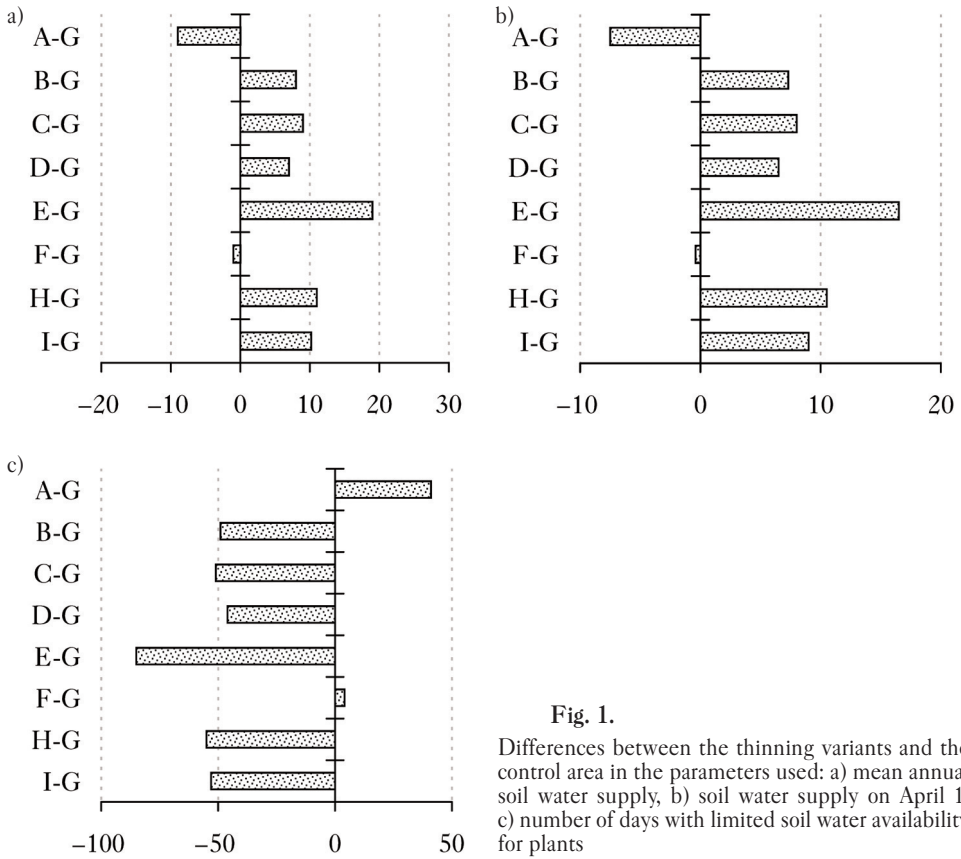 a)
A-G
B-G
C-G
D-G
E-G
F-G
H-G
I-G
−20 −10 0 10 20 30
b)
A-G
B-G
C-G
D-G
E-G
F-G
H-G
I-G
−10 0 10 20
c)
A-G
B-G
C-G
D-G
E-G
F-G
H-G
I-G
−100 −50 0 50
Fig. 1.
Differences between the thinning variants and the
control area in the parameters used: a) mean annua
soil water supply, b) soil water supply on April 1
c) number of days with limited soil water availability
for plants